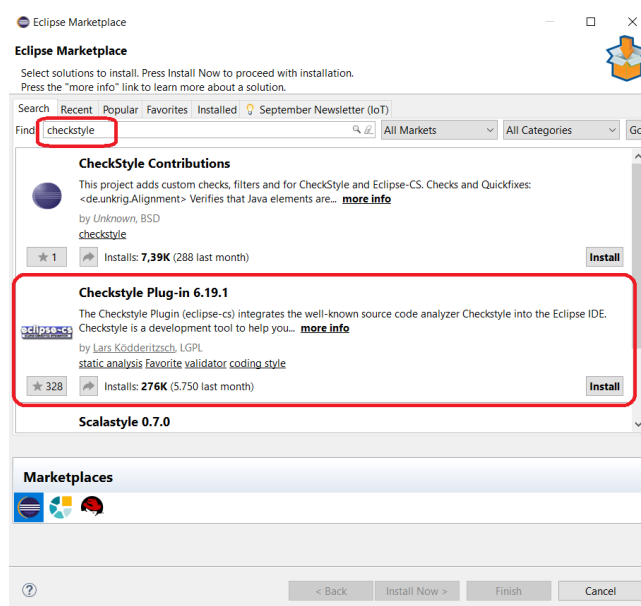 Eclipse Marketplace
Eclipse Marketplace
Select solutions to install. Press Install Now to proceed with installation.
Press the "more info" link to learn more about a solution.
Search Recent Popular Favorites Installed September Newsletter (IoT)
Find: checkstyle All Markets All Categories Go
CheckStyle Contributions
This project adds custom checks, filters and for CheckStyle and Eclipse-CS. Checks and Quickfixes:
<de.unkrig.Alignment> Verifies that Java elements are... more info
by Unknown, BSD
checkstyle
1 Installs: 7,39K (288 last month) Install
Checkstyle Plug-in 6.19.1
The Checkstyle Plugin (eclipse-cs) integrates the well-known source code analyzer Checkstyle into the Eclipse IDE.
eclipse-cs Checkstyle is a development tool to help you... more info
by Lars Ködderitzsch, LGPL
static analysis Favorite validator coding style
328 Installs: 276K (5.750 last month) Install
Scalastyle 0.7.0
Marketplaces
? < Back Install Now > Finish Cancel